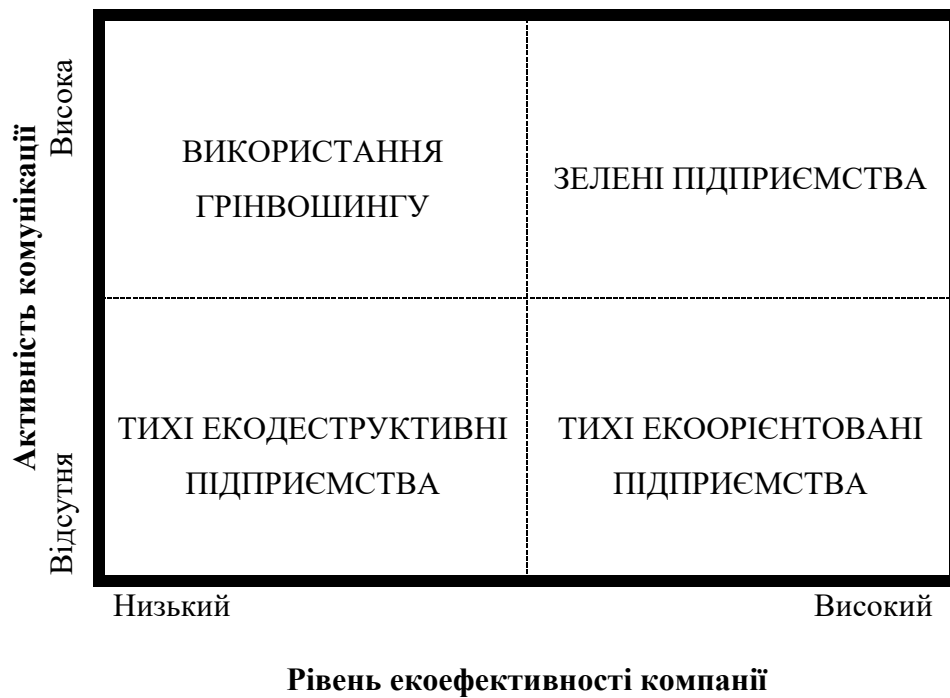 Активність комунікації
Висока
Відсутня
ВИКОРИСТАННЯ
ГРІНВОШИНГУ
ЗЕЛЕНІ ПІДПРИЄМСТВА
ТИХІ ЕКОДЕСТРУКТИВНІ
ПІДПРИЄМСТВА
ТИХІ ЕКООРІЄНТОВАНІ
ПІДПРИЄМСТВА
Низький
Високий
Рівень екоефективності компанії